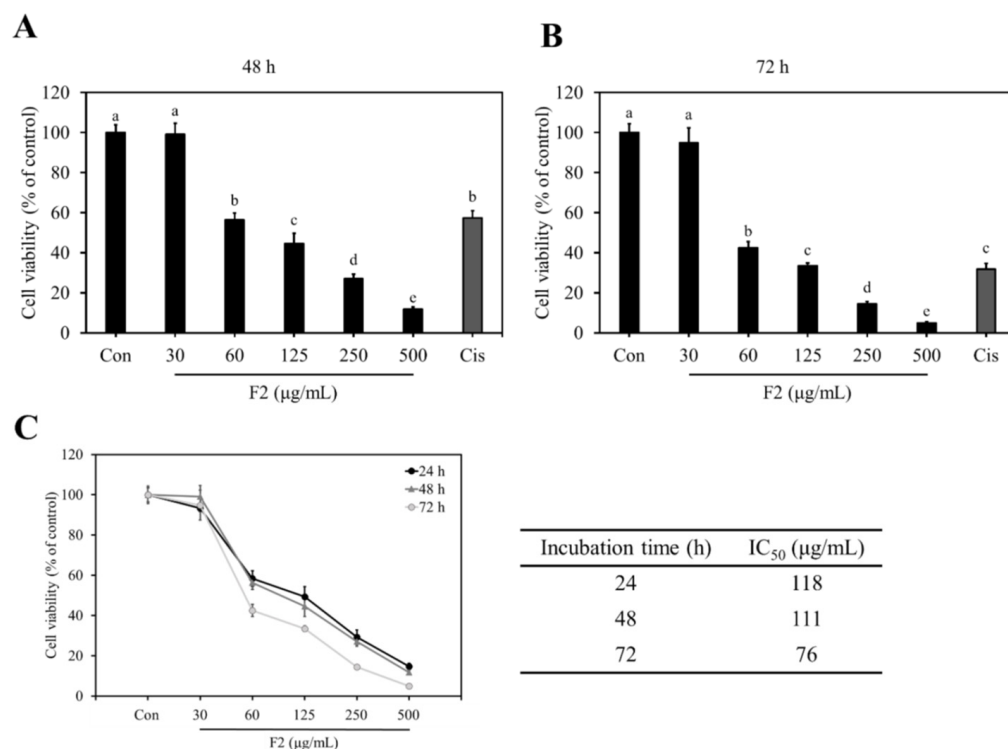 A
48 h
Cell viability (% of control)
120
100
80
60
40
20
0
a
a
b
c
d
e
b
Con 30 60 125 250 500 Cis
F2 (µg/mL)
B
72 h
Cell viability (% of control)
120
100
80
60
40
20
0
a
a
b
c
d
e
c
Con 30 60 125 250 500 Cis
F2 (µg/mL)
C
Cell viability (% of control)
120
100
80
60
40
20
0
24 h
48 h
72 h
Con 30 60 125 250 500
F2 (µg/mL)
Incubation time (h) IC50 (µg/mL)
24 118
48 111
72 76